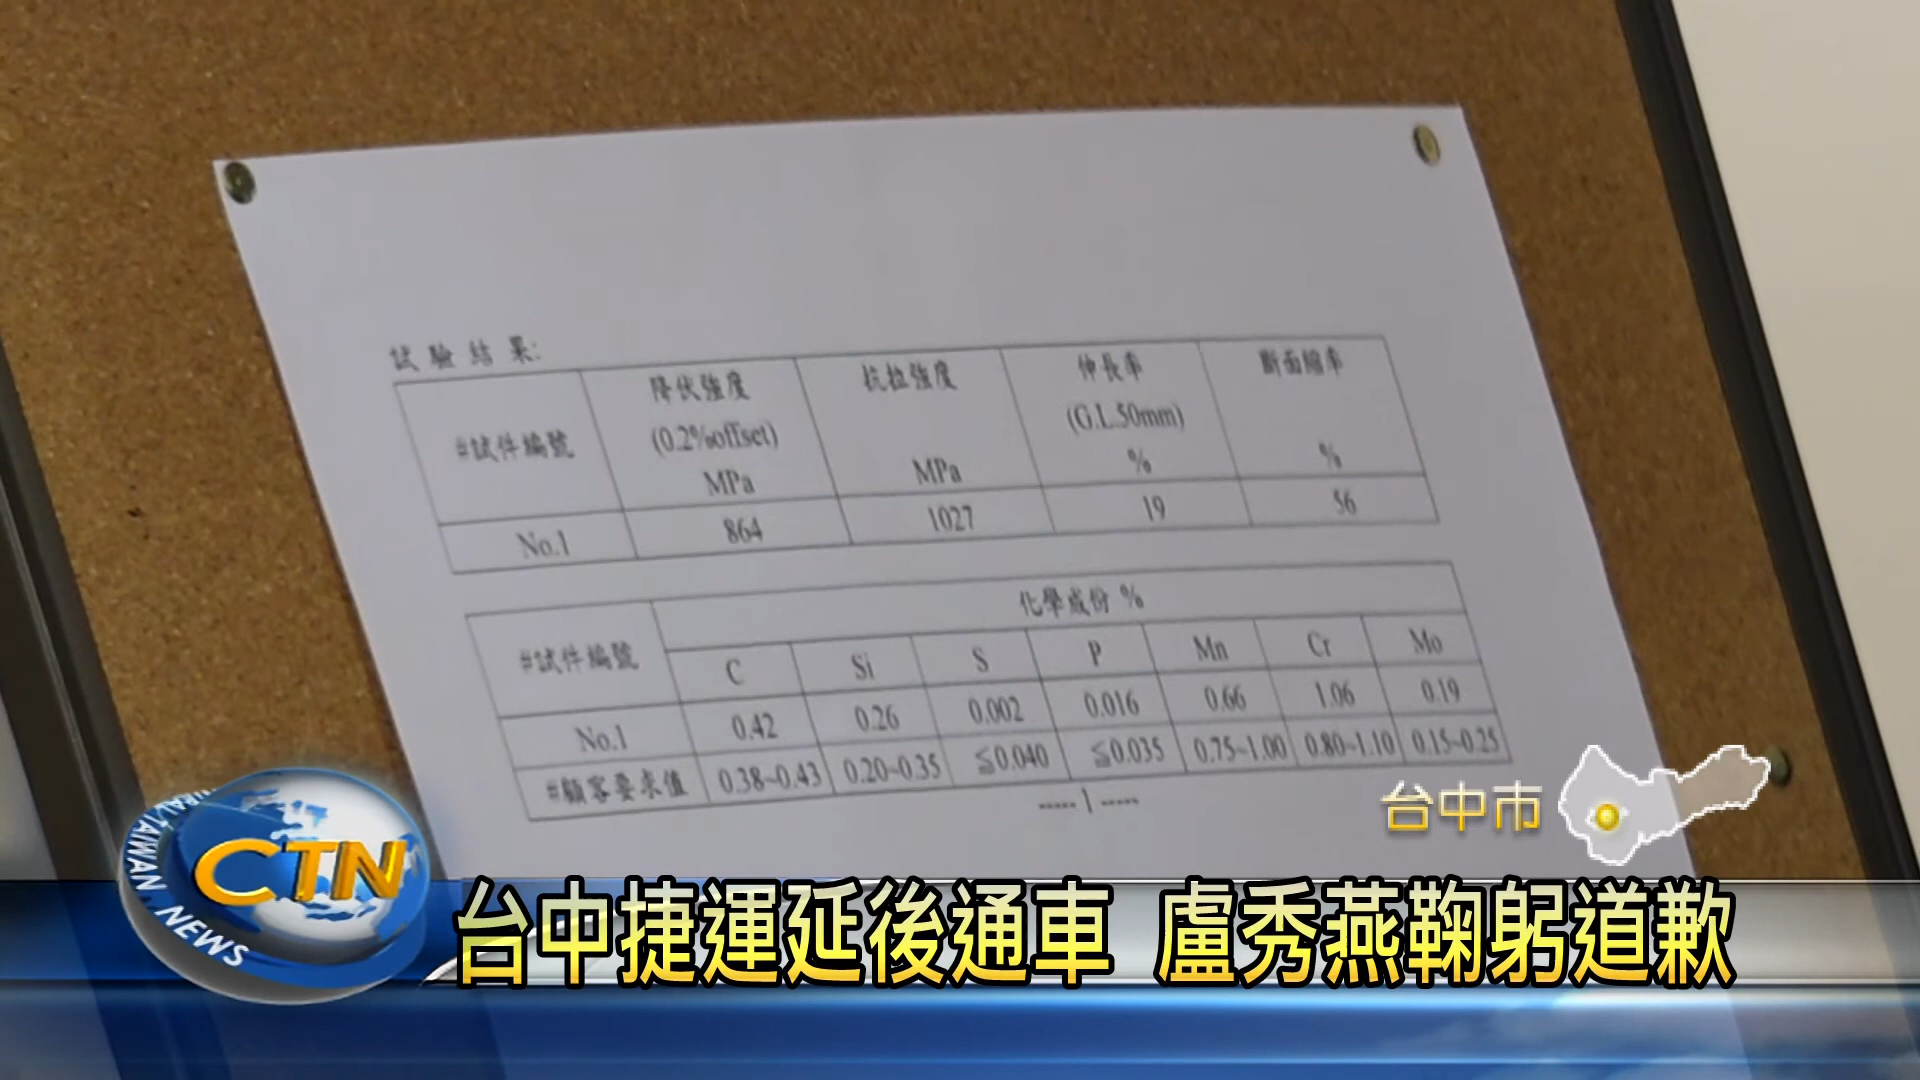 試驗結果:
#試件編號 降伏強度 (0.2%offset) MPa 抗拉強度 MPa 伸長率 (G.L.50mm) % 斷面縮率 %
No.1 864 1027 19 56
#試件編號 化學成份 %
C Si S P Mn Cr Mo
No.1 0.42 0.26 0.002 0.016 0.66 1.06 0.19
#顧客要求值 0.38~0.43 0.20~0.35 ≦0.040 ≦0.035 0.75~1.00 0.80~1.10 0.15~0.25
-----1-----
台中市
CTN
TAIWAN NEWS
台中捷運延後通車 盧秀燕鞠躬道歉